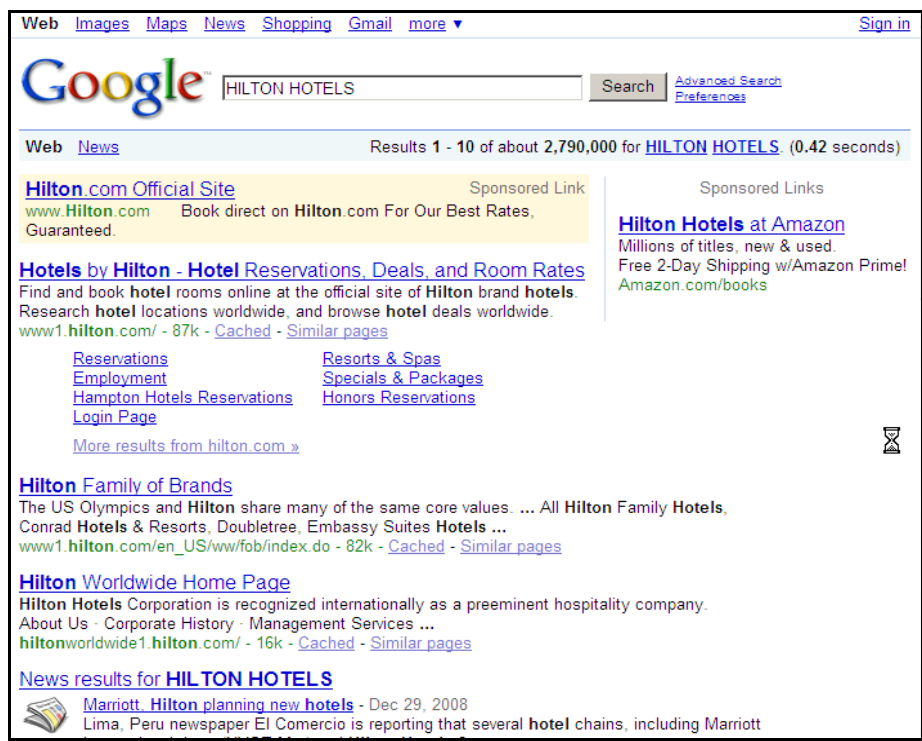 Web Images Maps News Shopping Gmail more ▼ Sign in
Google™ HILTON HOTELS Search Advanced Search
Preferences
Web News Results 1 - 10 of about 2,790,000 for HILTON HOTELS. (0.42 seconds)
Hilton.com Official Site Sponsored Link
www.Hilton.com Book direct on Hilton.com For Our Best Rates,
Guaranteed.
Sponsored Links
Hilton Hotels at Amazon
Millions of titles, new & used.
Free 2-Day Shipping w/Amazon Prime!
Amazon.com/books
Hotels by Hilton - Hotel Reservations, Deals, and Room Rates
Find and book hotel rooms online at the official site of Hilton brand hotels.
Research hotel locations worldwide, and browse hotel deals worldwide.
www1.hilton.com/ - 87k - Cached - Similar pages
Reservations Resorts & Spas
Employment Specials & Packages
Hampton Hotels Reservations Honors Reservations
Login Page
More results from hilton.com »
Hilton Family of Brands
The US Olympics and Hilton share many of the same core values. ... All Hilton Family Hotels,
Conrad Hotels & Resorts, Doubletree, Embassy Suites Hotels ...
www1.hilton.com/en_US/ww/fob/index.do - 82k - Cached - Similar pages
Hilton Worldwide Home Page
Hilton Hotels Corporation is recognized internationally as a preeminent hospitality company.
About Us · Corporate History · Management Services ...
hiltonworldwide1.hilton.com/ - 16k - Cached - Similar pages
News results for HILTON HOTELS
Marriott, Hilton planning new hotels - Dec 29, 2008
Lima, Peru newspaper El Comercio is reporting that several hotel chains, including Marriott